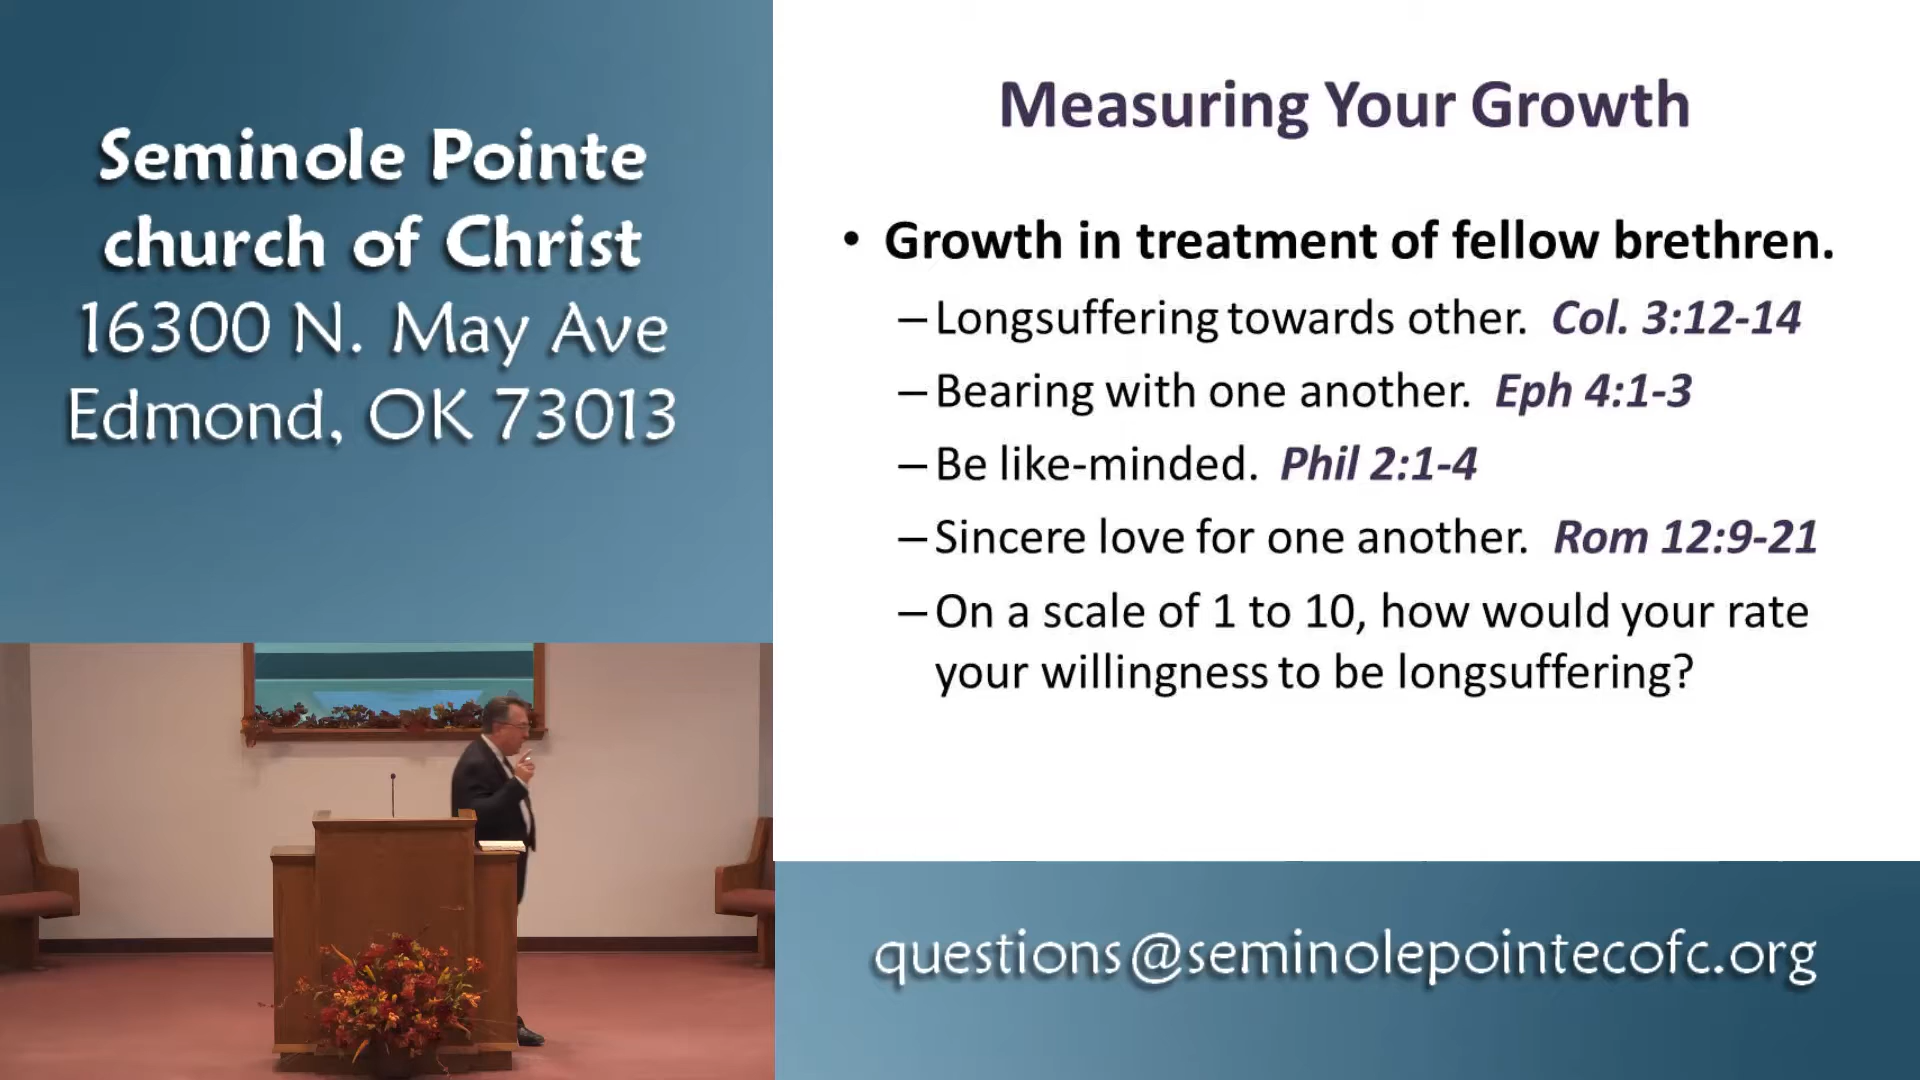 Seminole Pointe
church of Christ
16300 N. May Ave
Edmond, OK 73013
Measuring Your Growth
• Growth in treatment of fellow brethren.
– Longsuffering towards other. Col. 3:12-14
– Bearing with one another. Eph 4:1-3
– Be like-minded. Phil 2:1-4
– Sincere love for one another. Rom 12:9-21
– On a scale of 1 to 10, how would your rate
your willingness to be longsuffering?
questions@seminolepointecofc.org